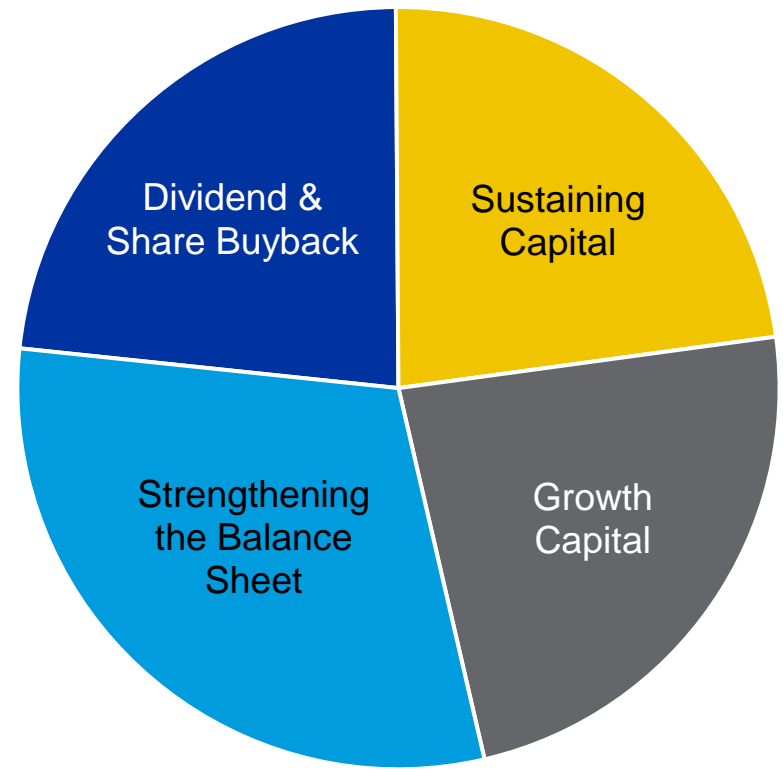 Dividend &
Share Buyback
Sustaining
Capital
Strengthening
the Balance
Sheet
Growth
Capital